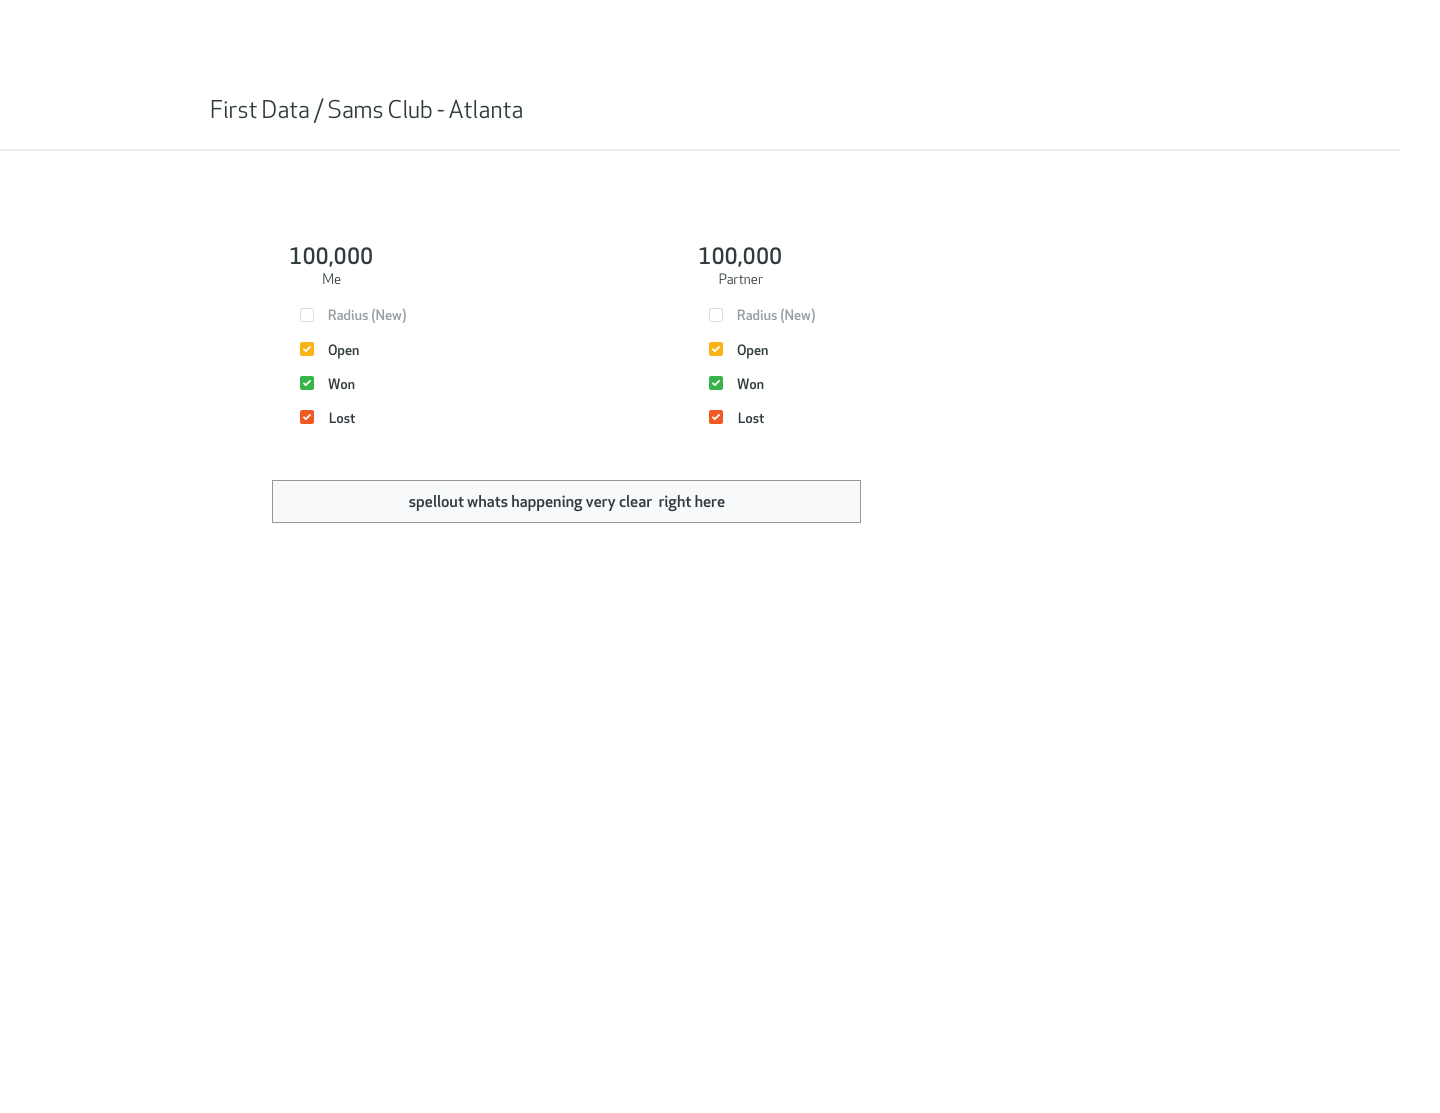 First Data / Sams Club - Atlanta
100,000
Me
Radius (New)
Open
Won
Lost
100,000
Partner
Radius (New)
Open
Won
Lost
spellout whats happening very clear  right here